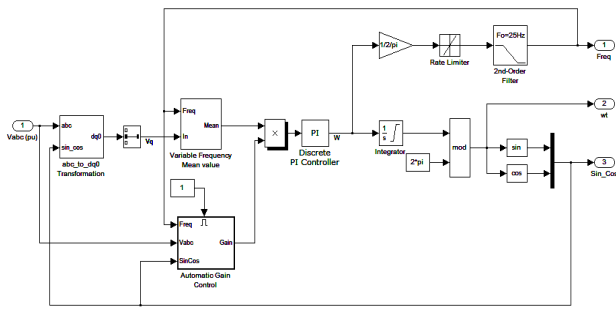 Fo=25Hz
1/2/pi
1
Rate Limiter
2nd-Order
Filter
Freq
1
Vabc (pu)
abc
sin_cos
dq0
abc_to_dq0
Transformation
0
0
Vq
Freq
In
Mean
Variable Frequency
Mean value
×
PI
Discrete
PI Controller
W
1
s
Integrator
2*pi
mod
2
wt
sin
cos
3
Sin_Cos
1
Freq
Vabc
SinCos
Gain
Automatic Gain
Control